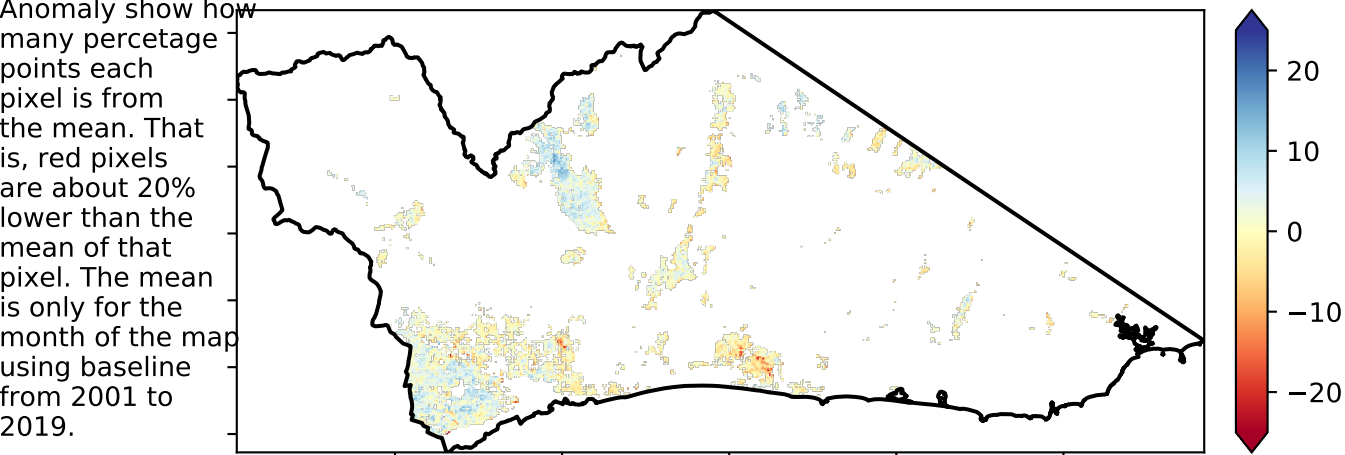 Anomaly show how
many percetage
points each
pixel is from
the mean. That
is, red pixels
are about 20%
lower than the
mean of that
pixel. The mean
is only for the
month of the map
using baseline
from 2001 to
2019.
20
10
0
−10
−20